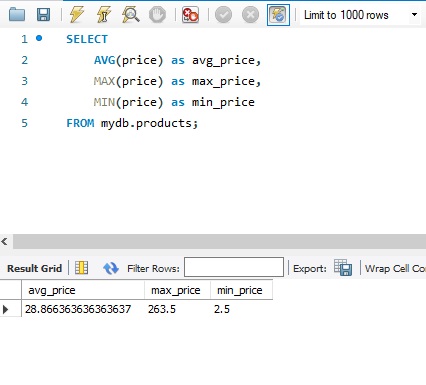 Limit to 1000 rows
1 SELECT
2 AVG(price) as avg_price,
3 MAX(price) as max_price,
4 MIN(price) as min_price
5 FROM mydb.products;
Result Grid Filter Rows: Export: Wrap Cell Co
avg_price max_price min_price
28.866363636363637 263.5 2.5